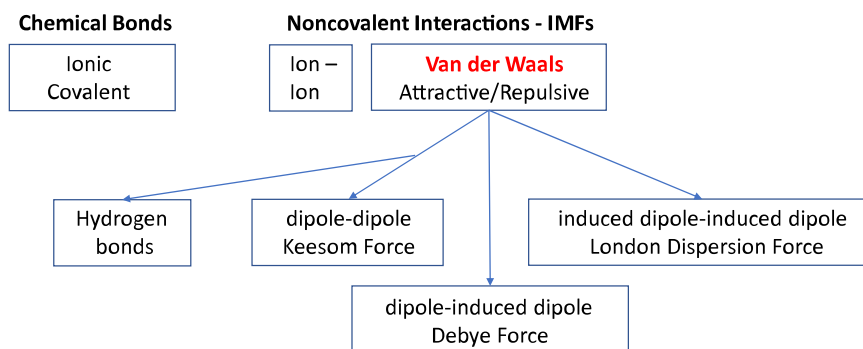 Chemical Bonds
Noncovalent Interactions - IMFs
Ionic
Covalent
Ion –
Ion
Van der Waals
Attractive/Repulsive
Hydrogen
bonds
dipole-dipole
Keesom Force
induced dipole-induced dipole
London Dispersion Force
dipole-induced dipole
Debye Force